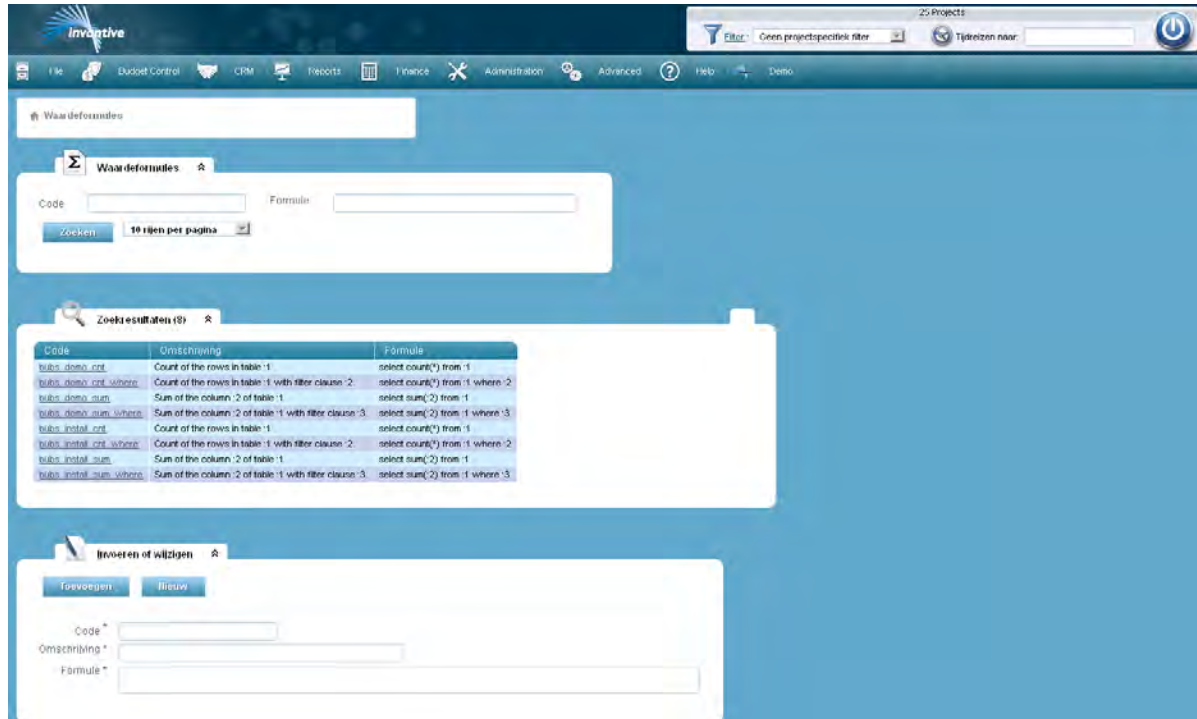 25 Projects
invantive
Filter: Geen projectspecifiek filter Tijdreizen naar:
File Budget Control CRM Reports Finance Administration Advanced Help Demo
Waardeformules
Waardeformules
Code Formule
Zoeken 10 rijen per pagina
Zoekresultaten (8)
Code Omschrijving Formule
bubs_demo_cnt Count of the rows in table :1 select count(*) from :1
bubs_demo_cnt_where Count of the rows in table :1 with filter clause :2. select count(*) from :1 where :2
bubs_demo_sum Sum of the column :2 of table :1. select sum(:2) from :1
bubs_demo_sum_where Sum of the column :2 of table :1 with filter clause :3. select sum(:2) from :1 where :3
bubs_install_cnt Count of the rows in table :1 select count(*) from :1
bubs_install_cnt_where Count of the rows in table :1 with filter clause :2. select count(*) from :1 where :2
bubs_install_sum Sum of the column :2 of table :1. select sum(:2) from :1
bubs_install_sum_where Sum of the column :2 of table :1 with filter clause :3. select sum(:2) from :1 where :3
Invoeren of wijzigen
Toevoegen Nieuw
Code *
Omschrijving *
Formule *